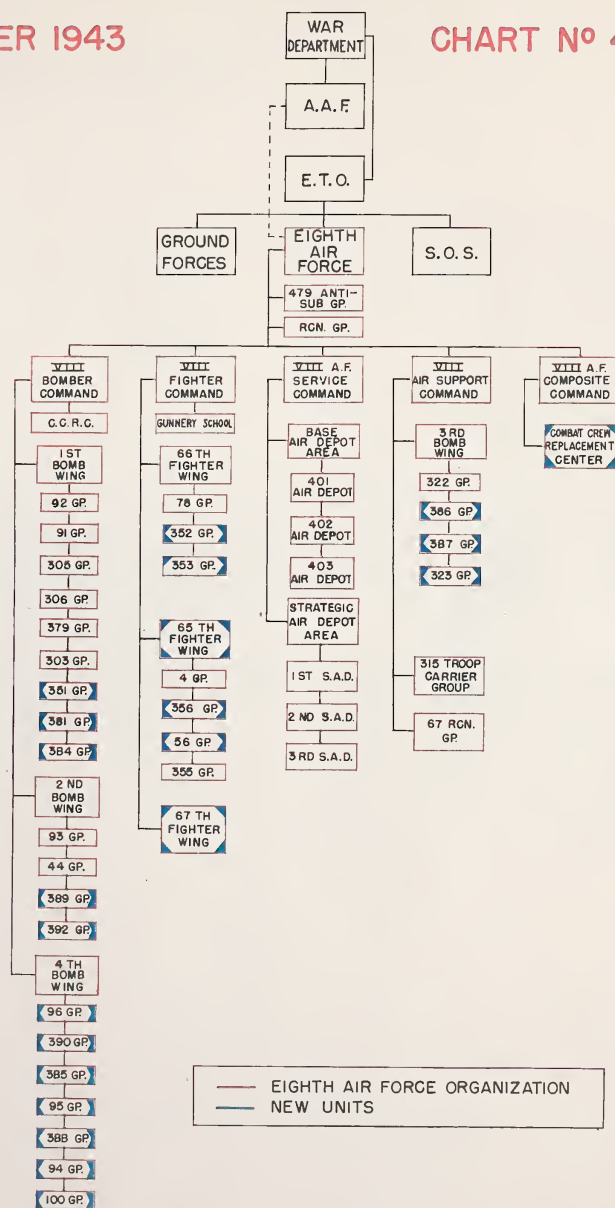 ER 1943
CHART Nº 4
WAR
DEPARTMENT
A.A.F.
E.T.O.
GROUND
FORCES
EIGHTH
AIR
FORCE
S.O.S.
479 ANTI-
SUB GP.
RCN. GP.
VIII
BOMBER
COMMAND
C.C.R.C.
1ST
BOMB
WING
92 GP.
91 GP.
305 GP.
306 GP.
379 GP.
303 GP.
351 GP.
381 GP.
384 GP.
2 ND
BOMB
WING
93 GP.
44 GP.
389 GP.
392 GP.
4 TH
BOMB
WING
96 GP.
390 GP.
385 GP.
95 GP.
388 GP.
94 GP.
100 GP.
VIII
FIGHTER
COMMAND
GUNNERY SCHOOL
66 TH
FIGHTER
WING
78 GP.
352 GP.
353 GP.
65 TH
FIGHTER
WING
4 GP.
356 GP.
56 GP.
355 GP.
67 TH
FIGHTER
WING
VIII A.F.
SERVICE
COMMAND
BASE
AIR DEPOT
AREA
401
AIR DEPOT
402
AIR DEPOT
403
AIR DEPOT
STRATEGIC
AIR DEPOT
AREA
1ST S.A.D.
2 ND S.A.D.
3 RD S.A.D.
VIII
AIR SUPPORT
COMMAND
3 RD
BOMB
WING
322 GP.
386 GP.
387 GP.
323 GP.
315 TROOP
CARRIER
GROUP
67 RCN.
GP.
VIII A.F.
COMPOSITE
COMMAND
COMBAT CREW
REPLACEMENT
CENTER
EIGHTH AIR FORCE ORGANIZATION
NEW UNITS